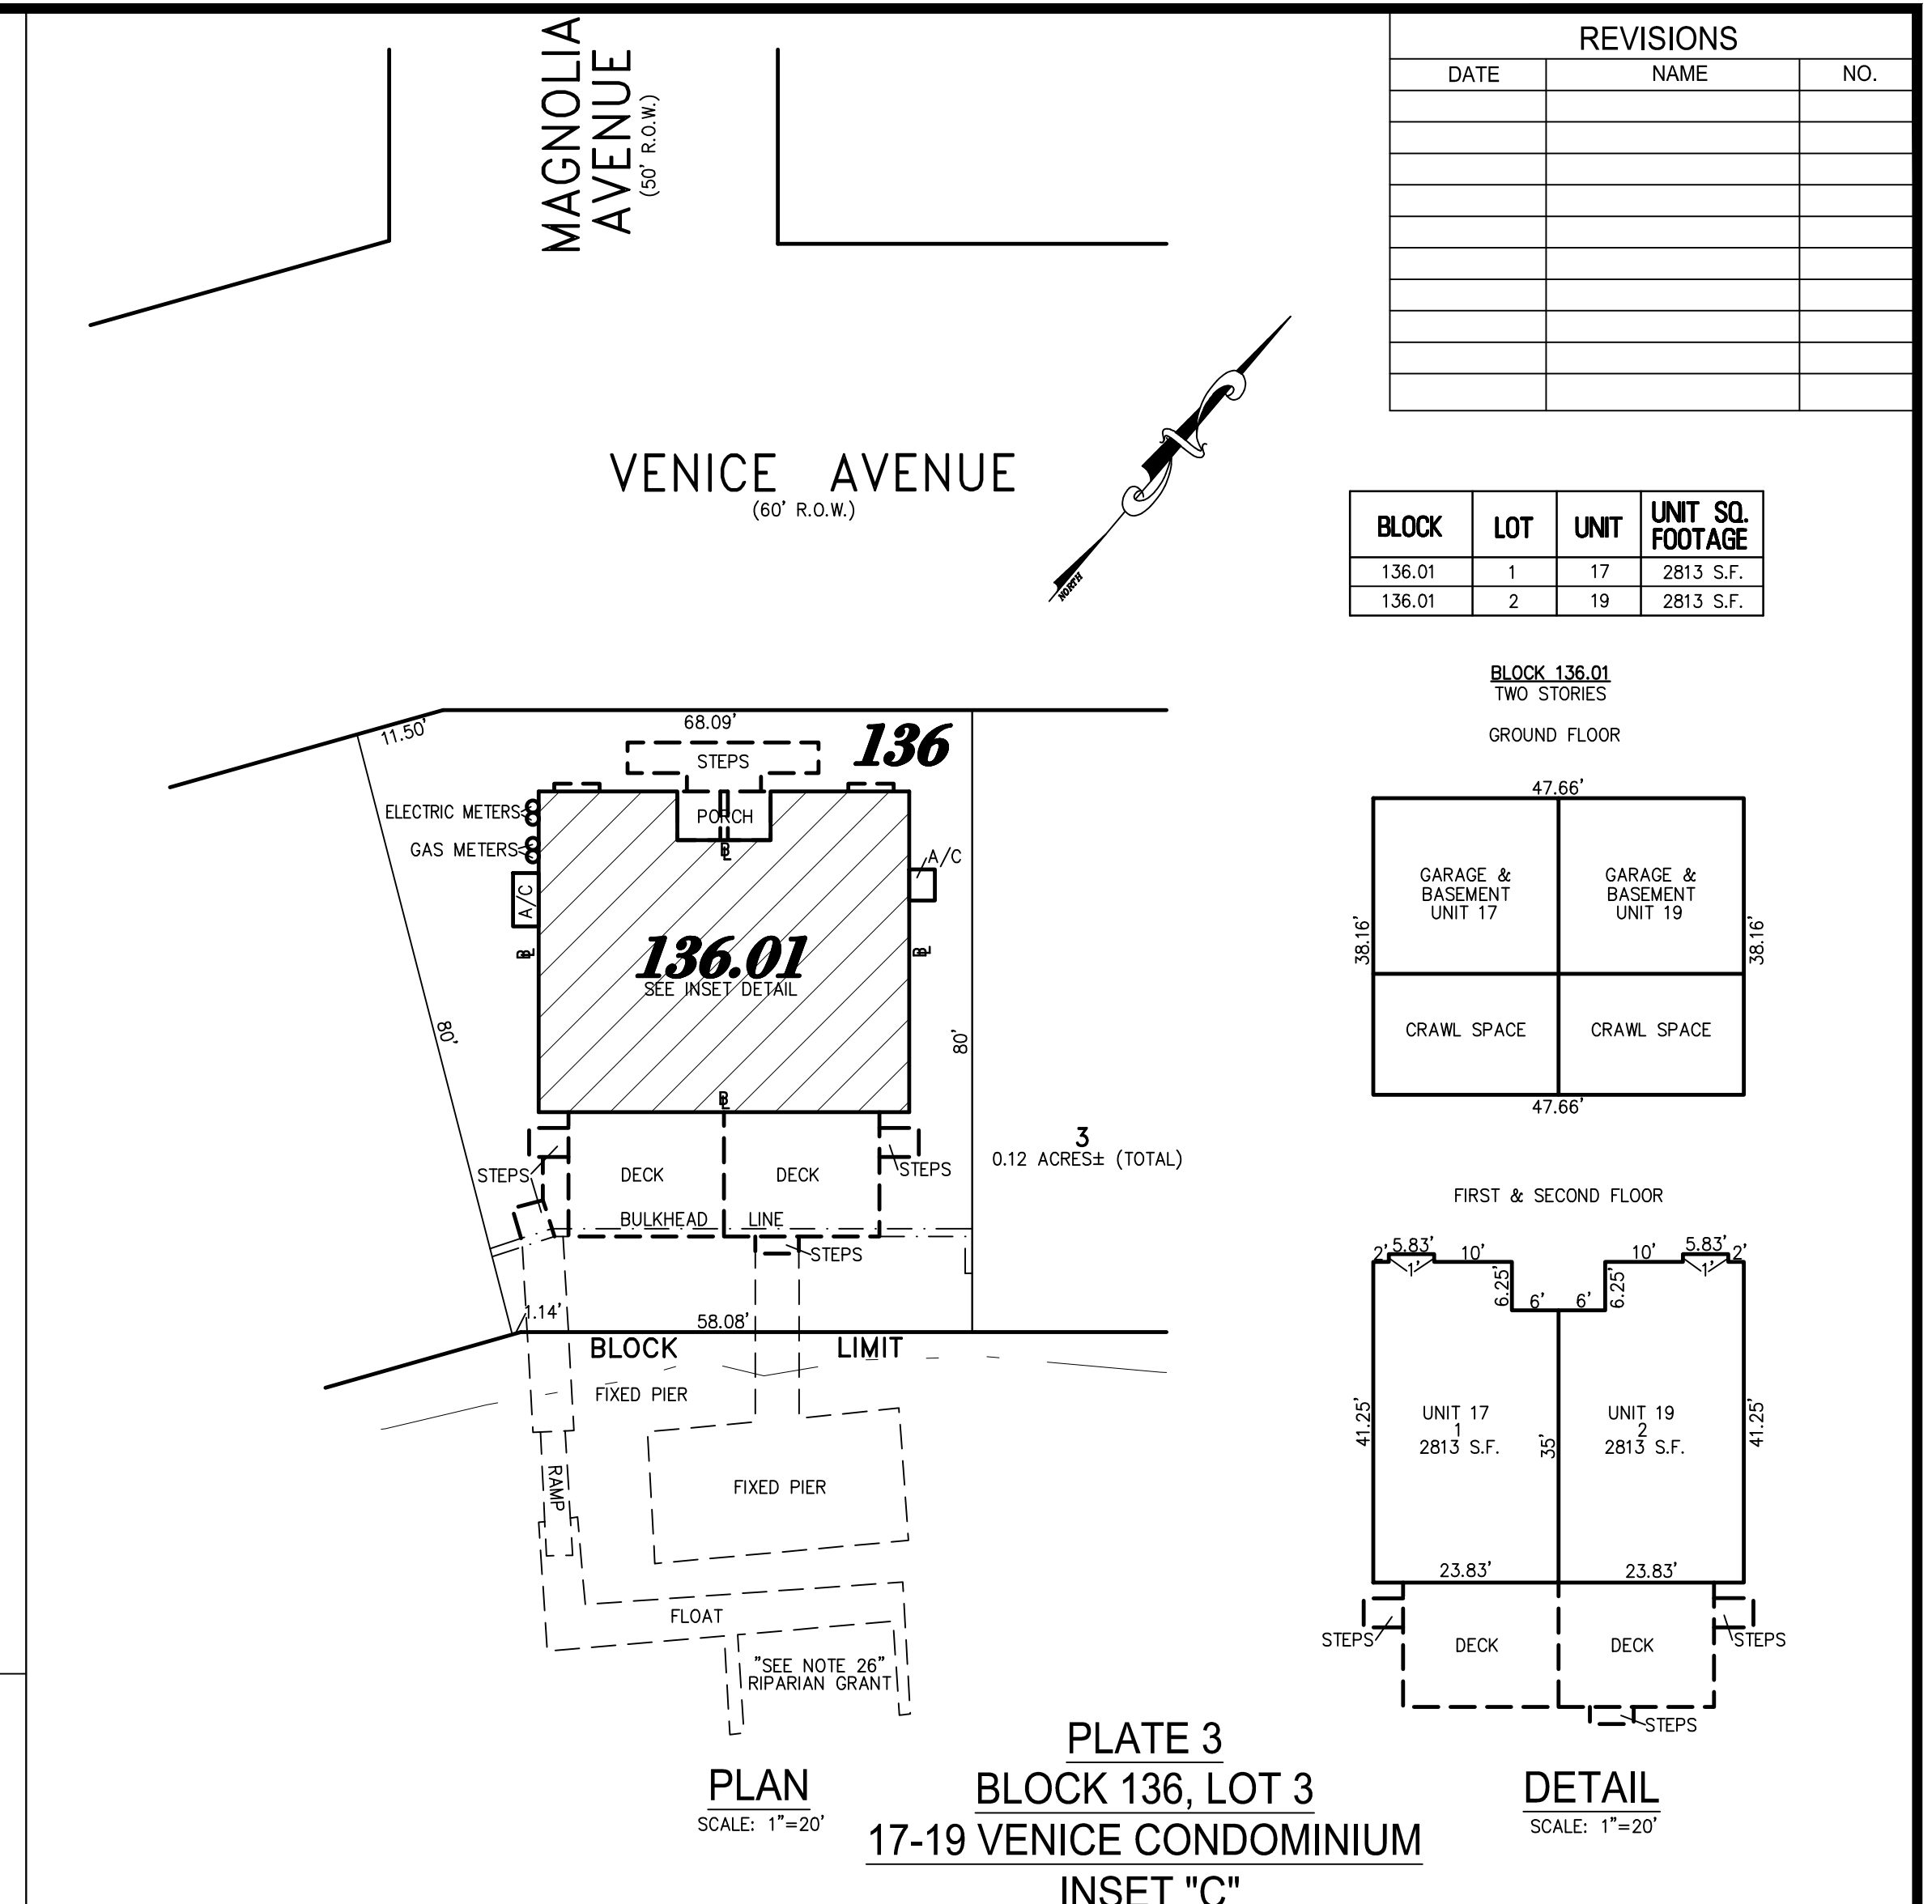 MAGNOLIA
AVENUE
(50' R.O.W.)
REVISIONS
DATE NAME NO.
VENICE AVENUE
(60' R.O.W.)
NORTH
BLOCK LOT UNIT UNIT SQ. FOOTAGE
136.01 1 17 2813 S.F.
136.01 2 19 2813 S.F.
11.50'
68.09'
136
STEPS
PORCH
ELECTRIC METERS
GAS METERS
A/C
A/C
BL
BL
BL
BL
136.01
SEE INSET DETAIL
80'
80'
3
0.12 ACRES± (TOTAL)
STEPS
DECK
DECK
STEPS
BULKHEAD LINE
STEPS
1.14'
58.08'
BLOCK LIMIT
FIXED PIER
RAMP
FIXED PIER
FLOAT
"SEE NOTE 26"
RIPARIAN GRANT
PLAN
SCALE: 1"=20'
BLOCK 136.01
TWO STORIES
GROUND FLOOR
47.66'
GARAGE &
BASEMENT
UNIT 17
GARAGE &
BASEMENT
UNIT 19
38.16'
38.16'
CRAWL SPACE
CRAWL SPACE
47.66'
FIRST & SECOND FLOOR
2' 5.83' 10' 10' 5.83' 2'
1' 1'
6.25' 6.25'
6' 6'
41.25'
UNIT 17
1
2813 S.F.
35'
UNIT 19
2
2813 S.F.
41.25'
23.83' 23.83'
STEPS
DECK
DECK
STEPS
STEPS
DETAIL
SCALE: 1"=20'
PLATE 3
BLOCK 136, LOT 3
17-19 VENICE CONDOMINIUM
INSET "C"